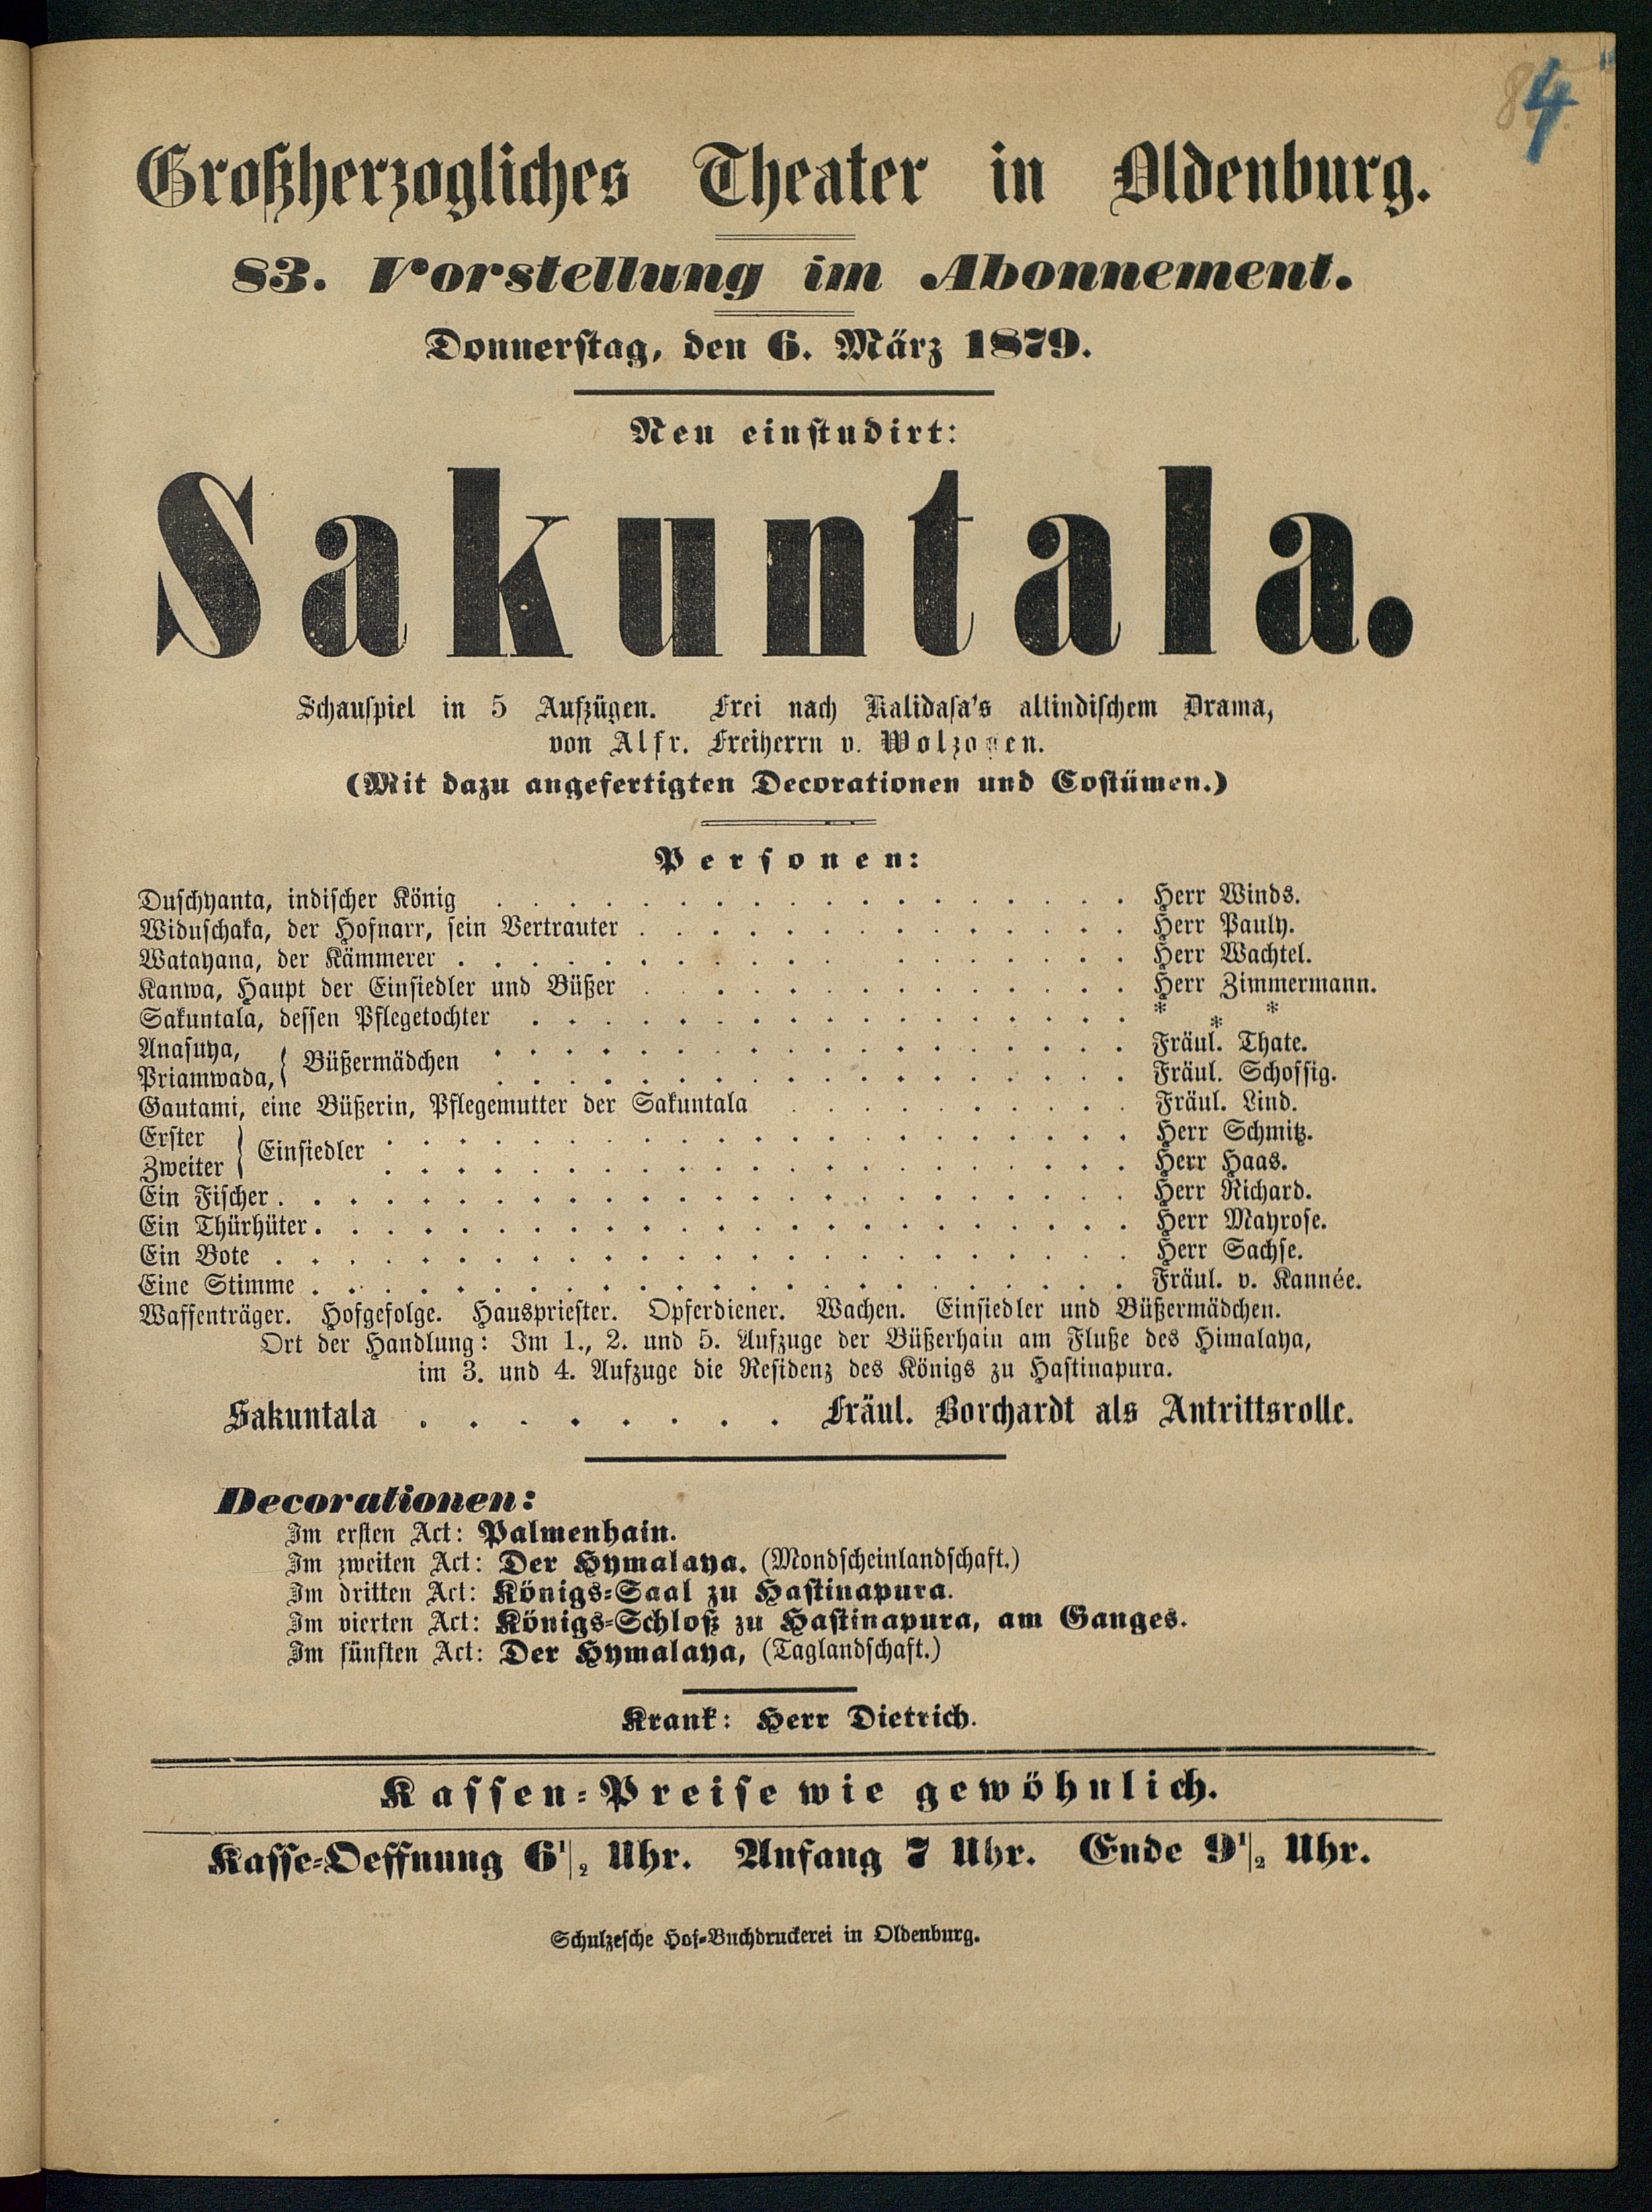 84.
Großherzogliches Theater in Oldenburg.
83. Vorstellung im Abonnement.
Donnerstag, den 6. März 1879.
Neu einstudirt:
Sakuntala.
Schauspiel in 5 Aufzügen. Frei nach Kalidasa's altindischem Drama,
von Alfr. Freiherrn v. Wolzogen.
(Mit dazu angefertigten Decorationen und Costümen.)
Personen:
Duschyanta, indischer König . . . . . Herr Winds.
Widuschaka, der Hofnarr, sein Vertrauter . . . . . Herr Pauly.
Watayana, der Kämmerer . . . . . Herr Wachtel.
Kanwa, Haupt der Einsiedler und Büßer . . . . . Herr Zimmermann.
Sakuntala, dessen Pflegetochter . . . . . * * *
Anasuya, } Büßermädchen . . . . . Fräul. Thate.
Priamwada, . . . . . Fräul. Schoffig.
Gautami, eine Büßerin, Pflegemutter der Sakuntala . . . . . Fräul. Lind.
Erster } Einsiedler . . . . . Herr Schmitz.
Zweiter . . . . . Herr Haas.
Ein Fischer . . . . . Herr Richard.
Ein Thürhüter . . . . . Herr Mayrose.
Ein Bote . . . . . Herr Sachse.
Eine Stimme . . . . . Fräul. v. Kannée.
Waffenträger. Hofgefolge. Hauspriester. Opferdiener. Wachen. Einsiedler und Büßermädchen.
Ort der Handlung: Im 1., 2. und 5. Aufzuge der Büßerhain am Fluße des Himalaya,
im 3. und 4. Aufzuge die Residenz des Königs zu Hastinapura.
Sakuntala . . . . . . . . Fräul. Borchardt als Antrittsrolle.
Decorationen:
Im ersten Act: Palmenhain.
Im zweiten Act: Der Hymalaya. (Mondscheinlandschaft.)
Im dritten Act: Königs-Saal zu Hastinapura.
Im vierten Act: Königs-Schloß zu Hastinapura, am Ganges.
Im fünften Act: Der Hymalaya, (Taglandschaft.)
Krank: Herr Dietrich.
Kassen-Preise wie gewöhnlich.
Kasse-Oeffnung 6 1/2 Uhr. Anfang 7 Uhr. Ende 9 1/2 Uhr.
Schulzesche Hof-Buchdruckerei in Oldenburg.